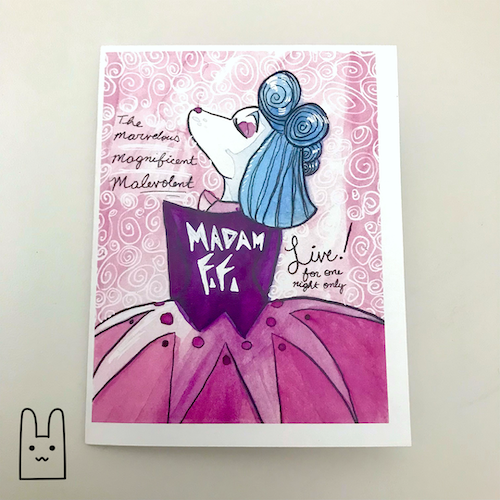 The
marvelous
magnificent
Malevolent
MADAM
F.F.
Live!
for one
night only